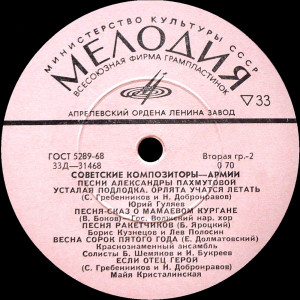 МИНИСТЕРСТВО КУЛЬТУРЫ СССР
МЕЛОДИЯ
ВСЕСОЮЗНАЯ ФИРМА ГРАМПЛАСТИНОК
▽33
АПРЕЛЕВСКИЙ ОРДЕНА ЛЕНИНА ЗАВОД
ГОСТ 5289-68 Вторая гр.-2
33Д—31468 0 70
СОВЕТСКИЕ КОМПОЗИТОРЫ—АРМИИ
ПЕСНИ АЛЕКСАНДРЫ ПАХМУТОВОЙ
УСТАЛАЯ ПОДЛОДКА. ОРЛЯТА УЧАТСЯ ЛЕТАТЬ
(С. Гребенников и Н. Добронравов)
Юрий Гуляев
ПЕСНЯ-СКАЗ О МАМАЕВОМ КУРГАНЕ
(В. Боков)— Гос. Волжский нар. хор
ПЕСНЯ РАКЕТЧИКОВ (Б. Яроцкий)
Борис Кузнецов и Лев Полосин
ВЕСНА СОРОК ПЯТОГО ГОДА (Е. Долматовский)
Краснознаменный ансамбль
Солисты Б. Шемяков и И. Букреев
ЕСЛИ ОТЕЦ ГЕРОЙ
(С. Гребенников и Н. Добронравов)
Майя Кристалинская